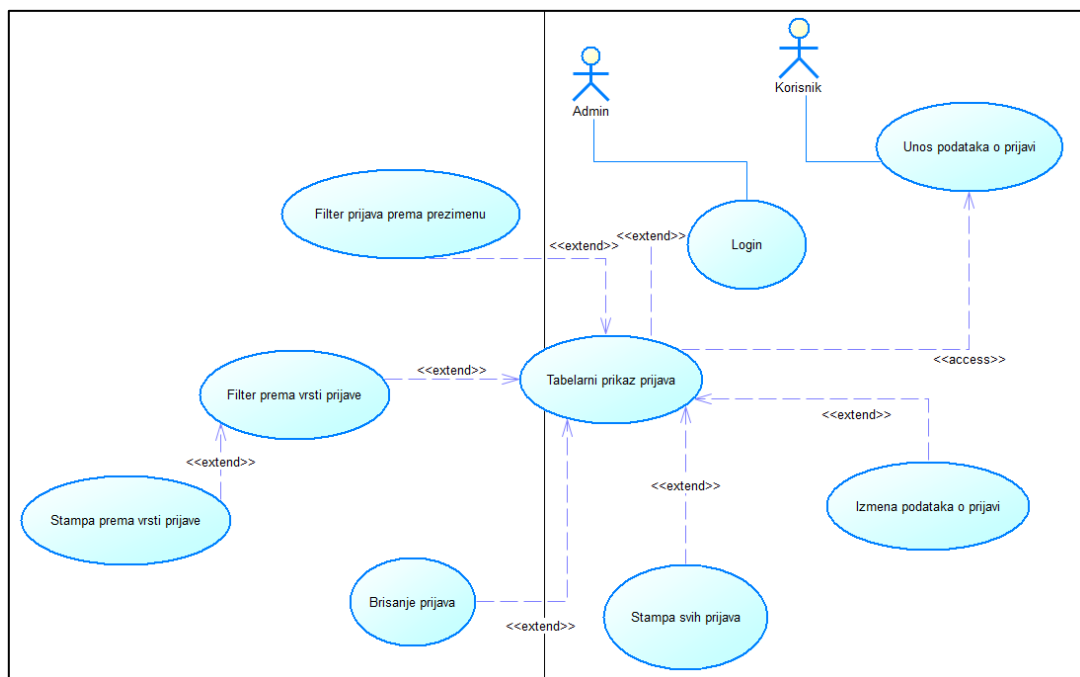 Korisnik
Admin
Unos podataka o prijavi
Filter prijava prema prezimenu
<<extend>>
<<extend>>
Login
<<access>>
Filter prema vrsti prijave
<<extend>>
Tabelarni prikaz prijava
<<extend>>
<<extend>>
Stampa prema vrsti prijave
<<extend>>
Izmena podataka o prijavi
Brisanje prijava
<<extend>>
Stampa svih prijava